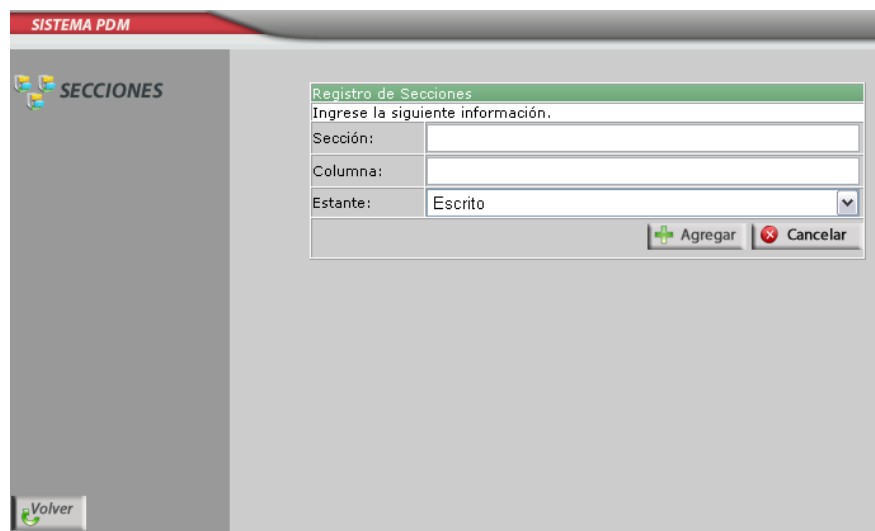 SISTEMA PDM
SECCIONES
Registro de Secciones
Ingrese la siguiente información.
Sección:
Columna:
Estante: Escrito
Agregar Cancelar
Volver